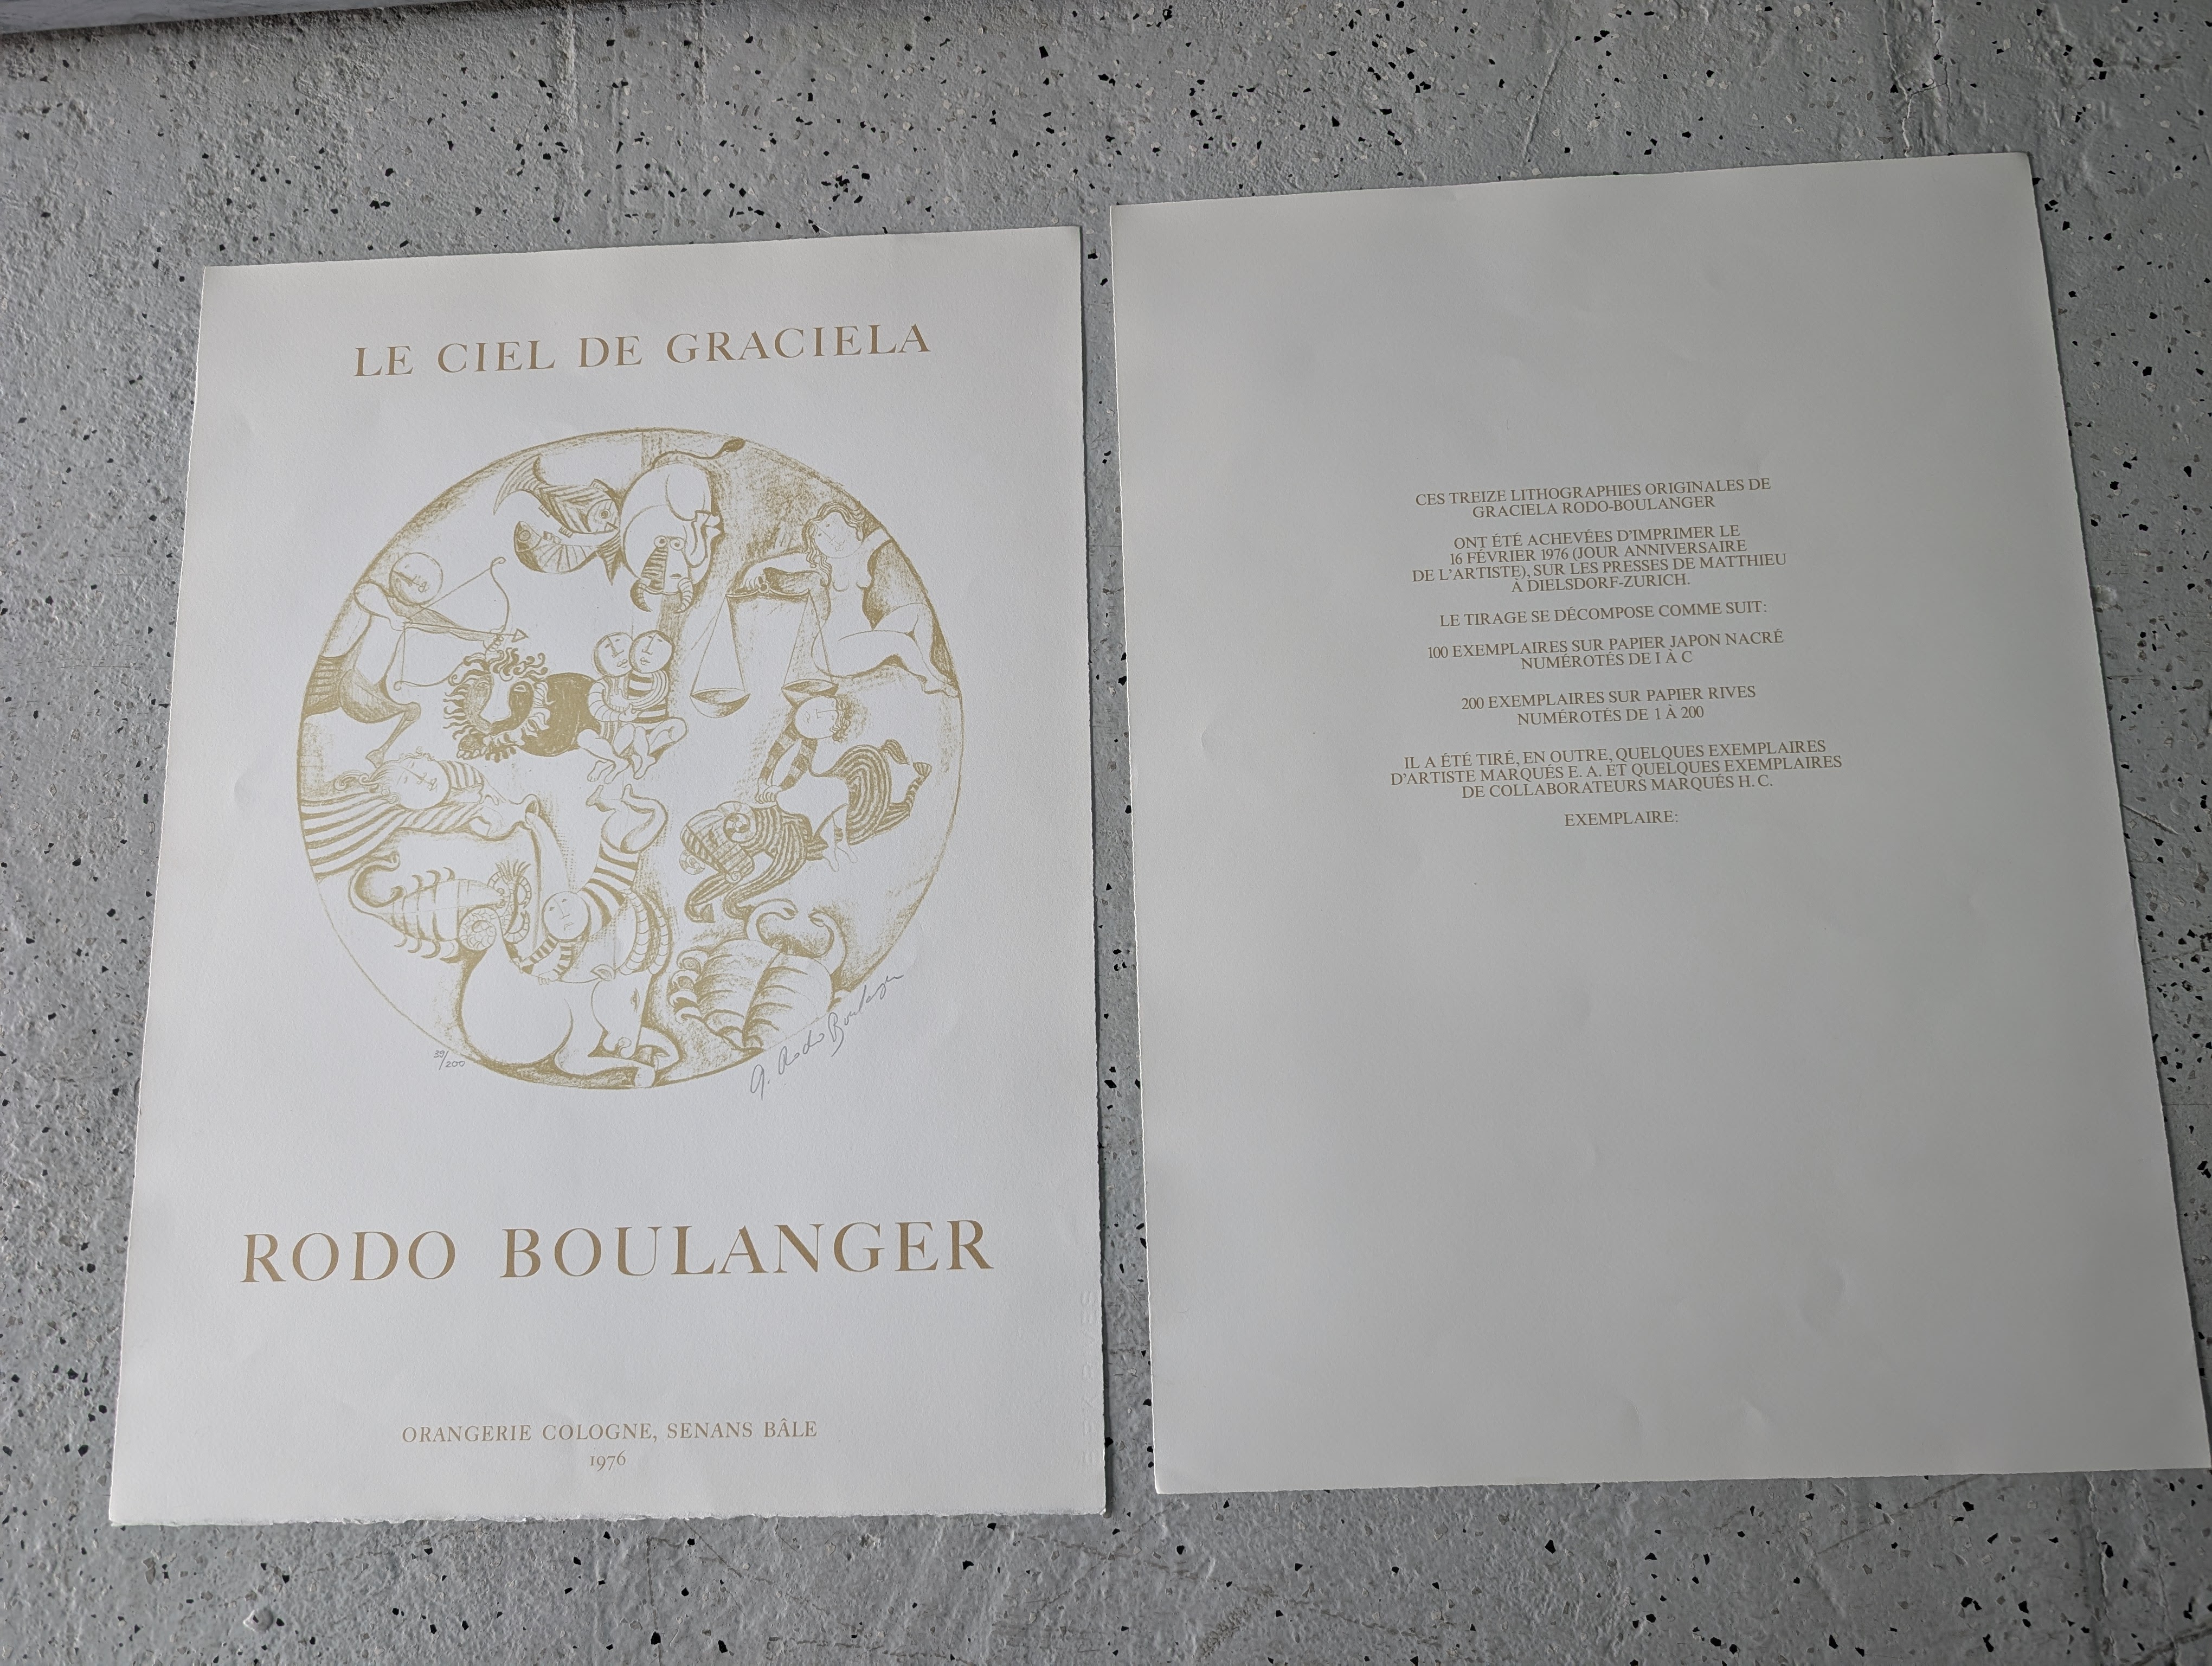 LE CIEL DE GRACIELA
39/200
G. Rodo Boulanger
RODO BOULANGER
ORANGERIE COLOGNE, SENANS BÂLE
1976
CES TREIZE LITHOGRAPHIES ORIGINALES DE
GRACIELA RODO-BOULANGER
ONT ÉTÉ ACHEVÉES D'IMPRIMER LE
16 FÉVRIER 1976 (JOUR ANNIVERSAIRE
DE L'ARTISTE), SUR LES PRESSES DE MATTHIEU
À DIELSDORF-ZURICH.
LE TIRAGE SE DÉCOMPOSE COMME SUIT:
100 EXEMPLAIRES SUR PAPIER JAPON NACRÉ
NUMÉROTÉS DE I À C
200 EXEMPLAIRES SUR PAPIER RIVES
NUMÉROTÉS DE 1 À 200
IL A ÉTÉ TIRÉ, EN OUTRE, QUELQUES EXEMPLAIRES
D'ARTISTE MARQUÉS E. A. ET QUELQUES EXEMPLAIRES
DE COLLABORATEURS MARQUÉS H. C.
EXEMPLAIRE: